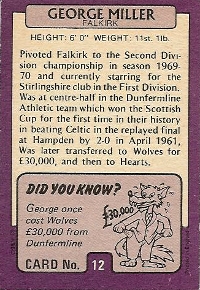 GEORGE MILLER
FALKIRK
HEIGHT: 6' 0" WEIGHT: 11st. 1lb.
Pivoted Falkirk to the Second Divi-
sion championship in season 1969-
70 and currently starring for the
Stirlingshire club in the First Division.
Was at centre-half in the Dunfermline
Athletic team which won the Scottish
Cup for the first time in their history
in beating Celtic in the replayed final
at Hampden by 2-0 in April 1961,
Was later transferred to Wolves for
£30,000, and then to Hearts.
DID YOU KNOW?
George once
cost Wolves
£30,000 from
Dunfermline
£30,000
CARD No. 12